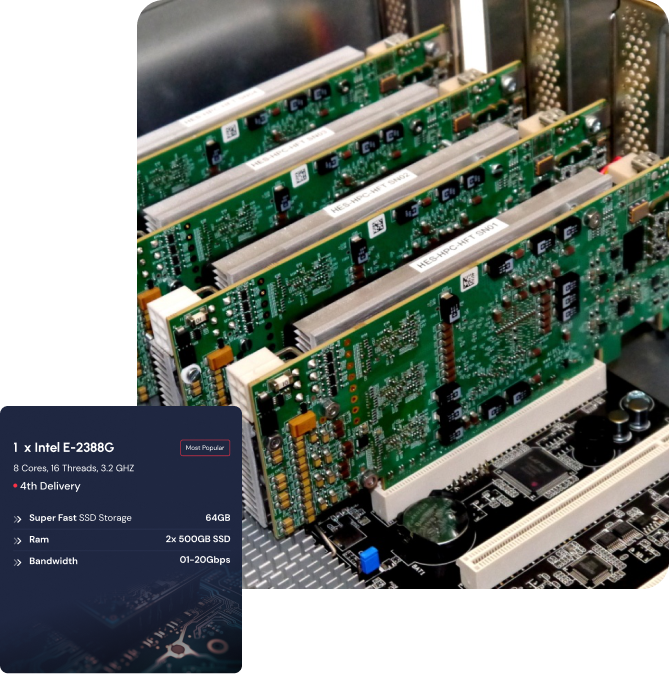 HES-HPC-HFT SN02
HES-HPC-HFT SN01
BAT1
1 x Intel E-2388G
Most Popular
8 Cores, 16 Threads, 3.2 GHZ
4th Delivery
Super Fast SSD Storage 64GB
Ram 2x 500GB SSD
Bandwidth 01-20Gbps